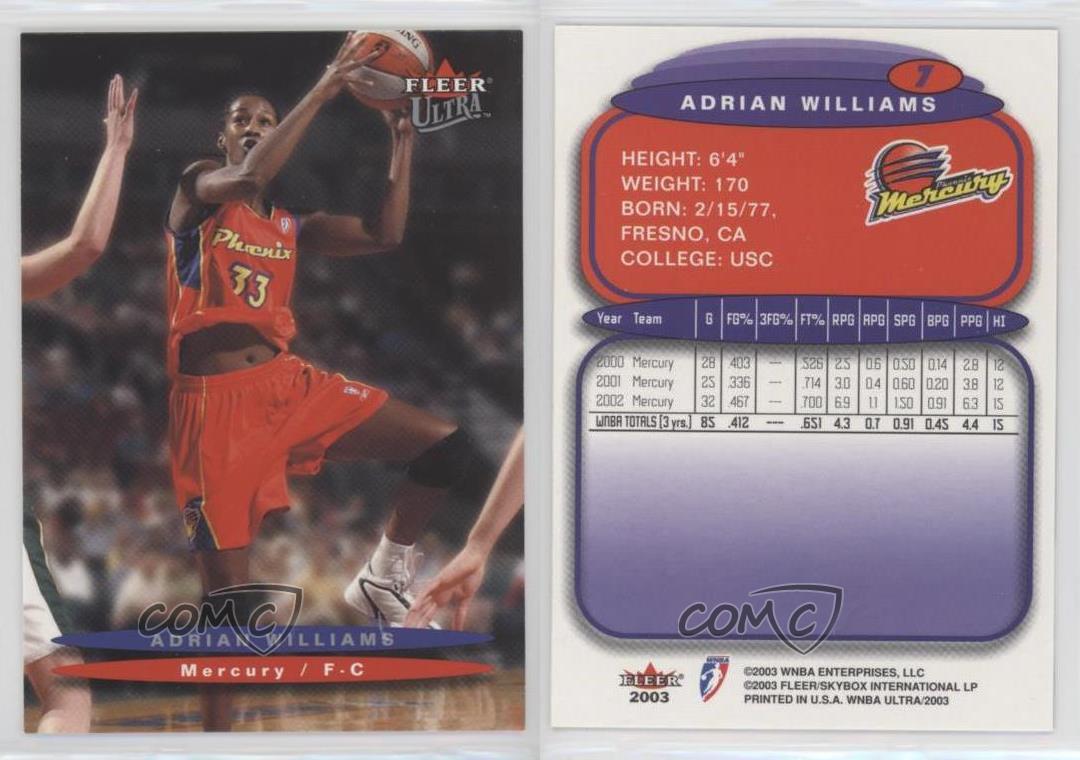 ING
FLEER®
ULTRA™
Phoenix
33
COMC
ADRIAN WILLIAMS
Mercury / F-C
7
ADRIAN WILLIAMS
HEIGHT: 6'4"
WEIGHT: 170
BORN: 2/15/77,
FRESNO, CA
COLLEGE: USC
Phoenix
Mercury
Year Team G FG% 3FG% FT% RPG APG SPG BPG PPG HI
2000 Mercury 28 .403 --- .526 2.5 0.6 0.50 0.14 2.8 12
2001 Mercury 25 .336 --- .714 3.0 0.4 0.60 0.20 3.8 12
2002 Mercury 32 .467 --- .700 6.9 1.1 1.50 0.91 6.3 15
WNBA TOTALS (3 yrs.) 85 .412 --- .651 4.3 0.7 0.91 0.45 4.4 15
COMC
FLEER®
2003
WNBA
©2003 WNBA ENTERPRISES, LLC
©2003 FLEER/SKYBOX INTERNATIONAL LP
PRINTED IN U.S.A. WNBA ULTRA/2003